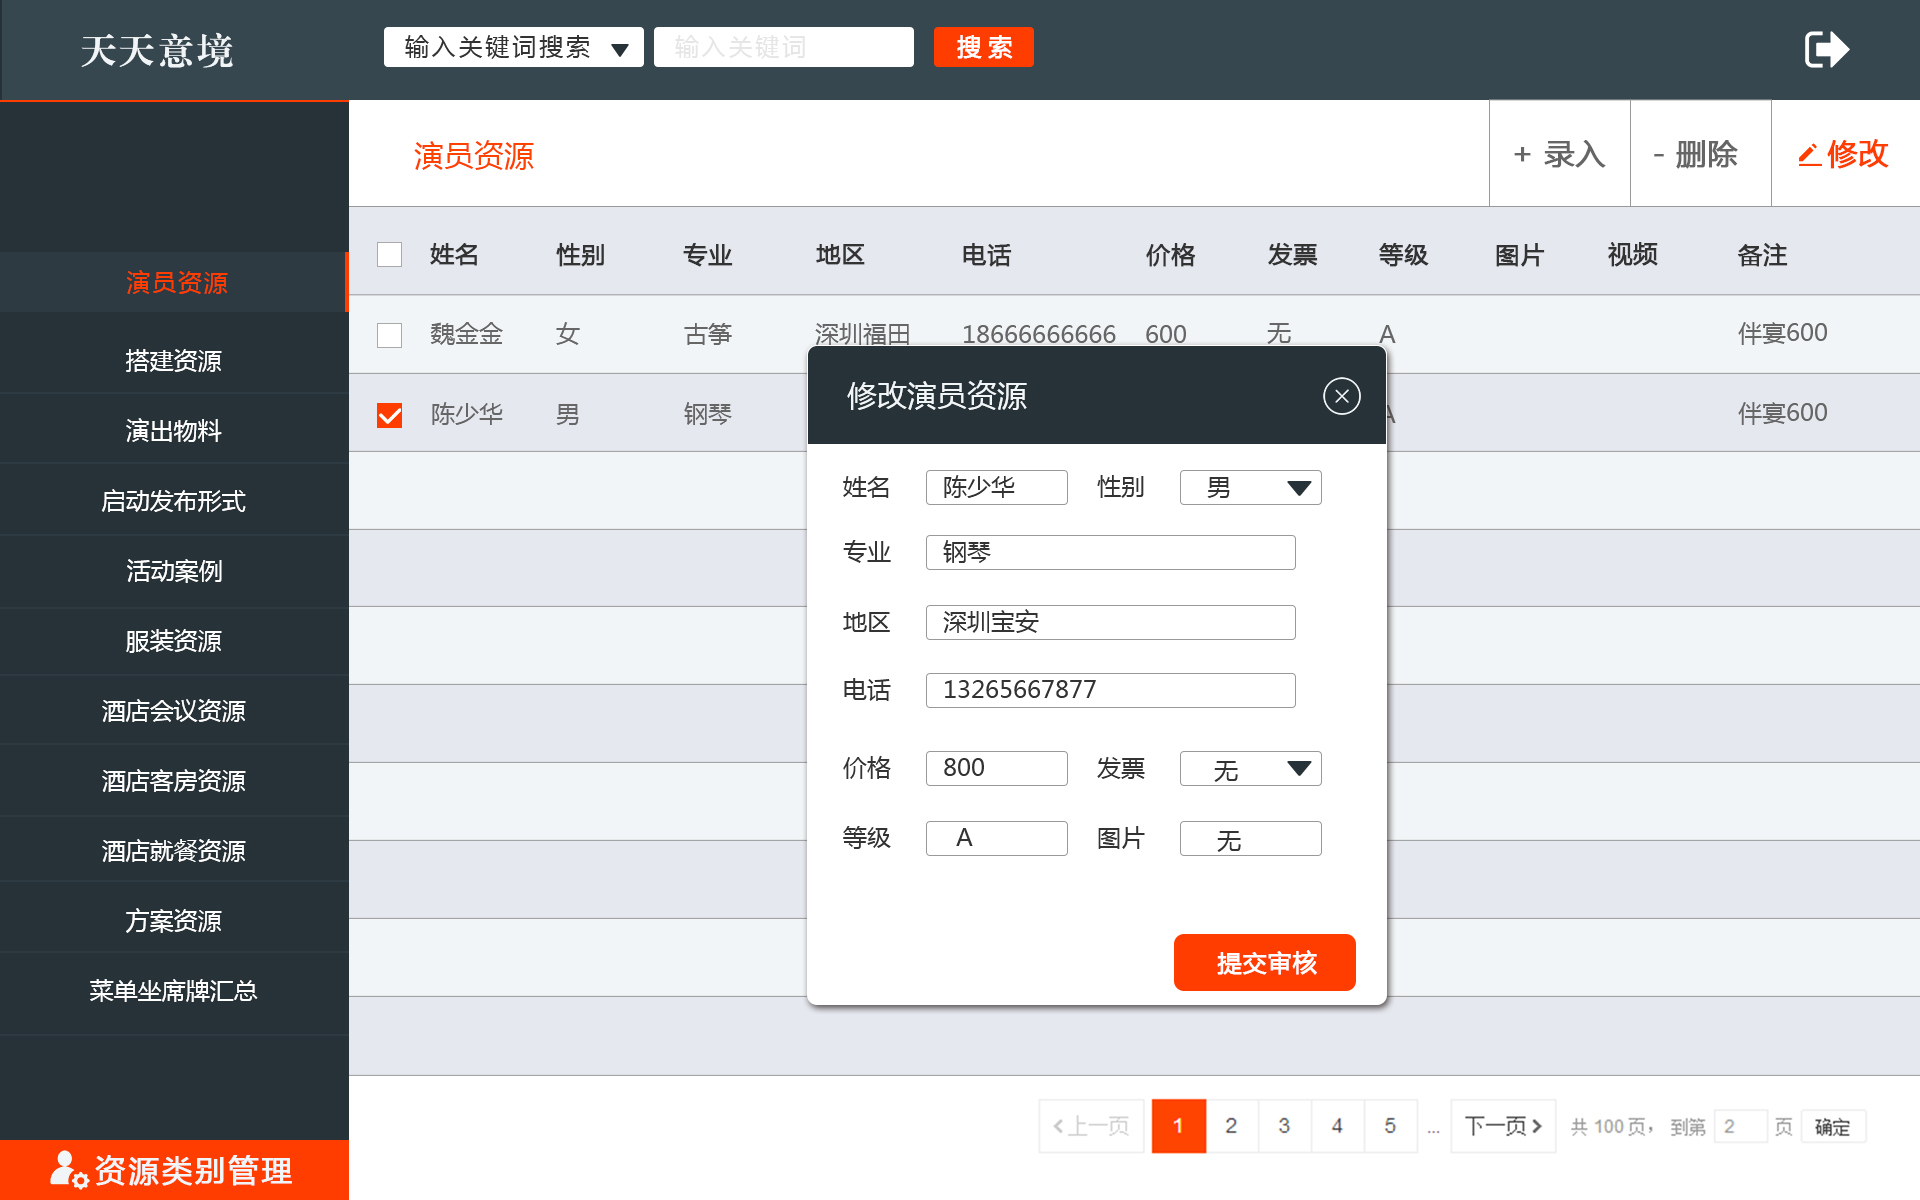 天天意境
输入关键词搜索
输入关键词
搜索
演员资源
+ 录入
- 删除
修改
演员资源
搭建资源
演出物料
启动发布形式
活动案例
服装资源
酒店会议资源
酒店客房资源
酒店就餐资源
方案资源
菜单坐席牌汇总
资源类别管理
姓名 性别 专业 地区 电话 价格 发票 等级 图片 视频 备注
魏金金 女 古筝 深圳福田 18666666666 600 无 A 伴宴600
陈少华 男 钢琴 A 伴宴600
修改演员资源
姓名 陈少华 性别 男
专业 钢琴
地区 深圳宝安
电话 13265667877
价格 800 发票 无
等级 A 图片 无
提交审核
上一页 1 2 3 4 5 ... 下一页 共 100 页， 到第 2 页 确定